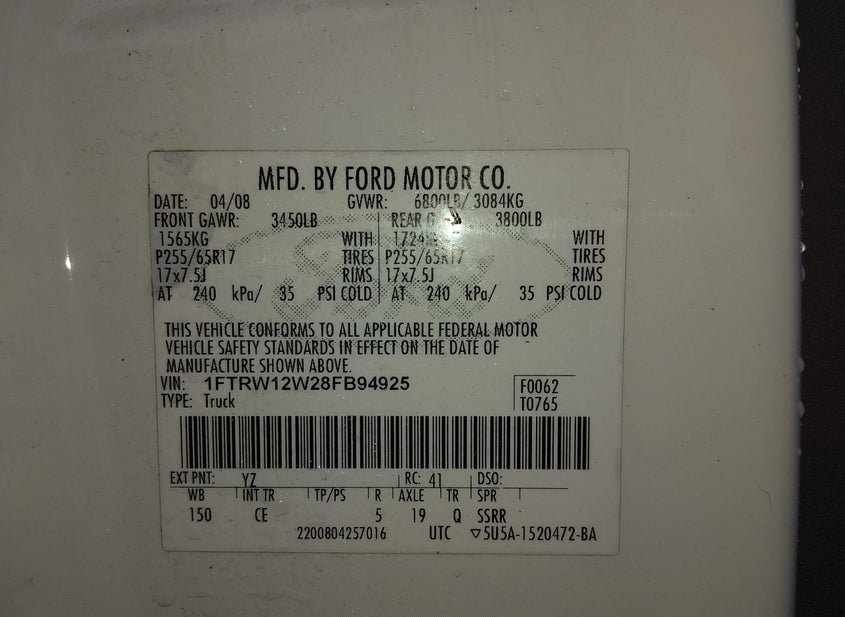 MFD. BY FORD MOTOR CO.
DATE: 04/08 GVWR: 6800LB/ 3084KG
FRONT GAWR: 3450LB REAR 3800LB
1565KG WITH WITH
P255/65R17 TIRES P255/65R17 TIRES
17x7.5J RIMS 17x7.5J RIMS
AT 240 kPa/ 35 PSI COLD AT 240 kPa/ 35 PSI COLD
THIS VEHICLE CONFORMS TO ALL APPLICABLE FEDERAL MOTOR
VEHICLE SAFETY STANDARDS IN EFFECT ON THE DATE OF
MANUFACTURE SHOWN ABOVE.
VIN: 1FTRW12W28FB94925 F0062
TYPE: Truck T0765
EXT PNT: YZ RC: 41 DSO:
WB INT TR TP/PS R AXLE TR SPR
150 CE 5 19 Q SSRR
2200804257016 UTC ▽5U5A-1520472-BA